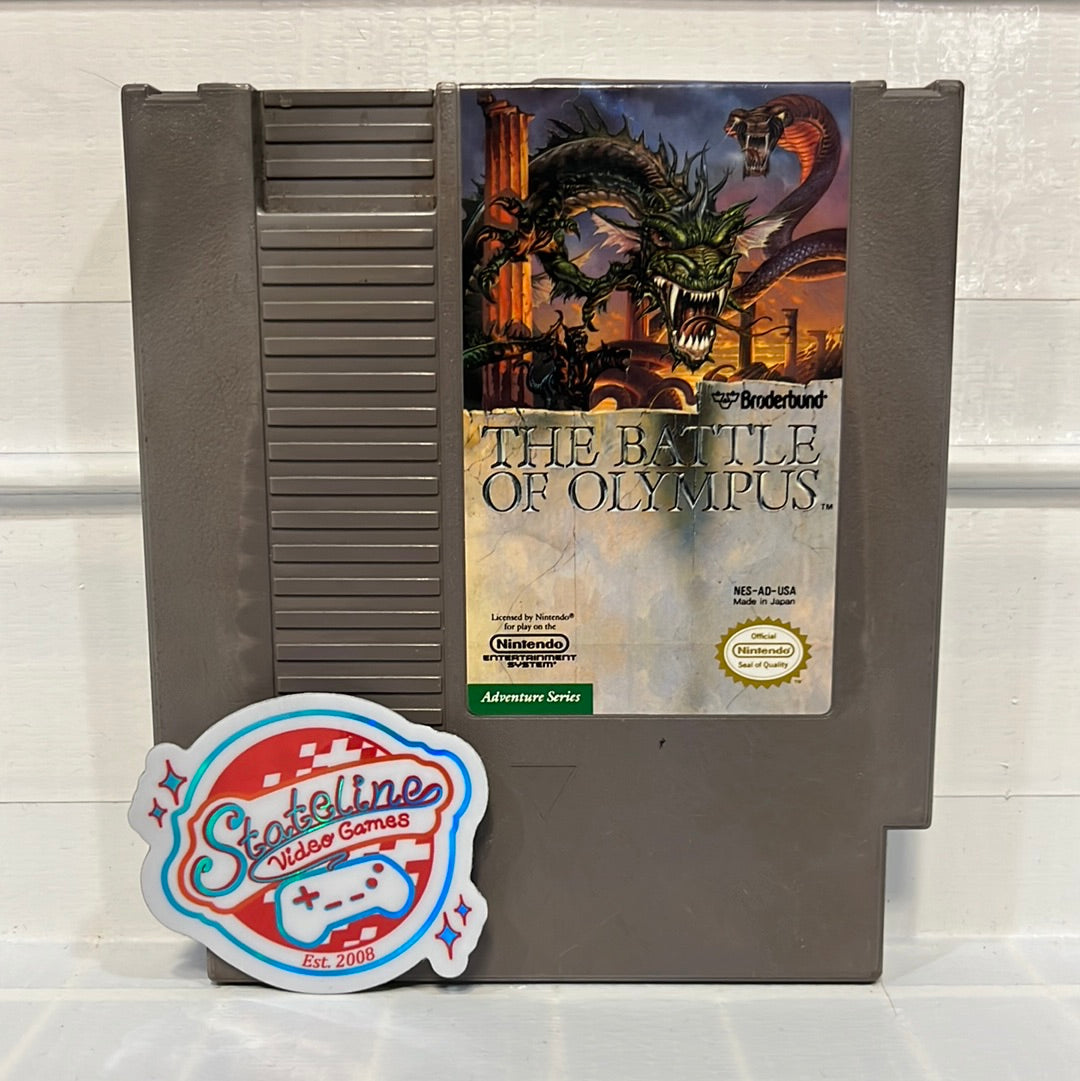 Brøderbund®
THE BATTLE
OF OLYMPUS™
NES-AD-USA
Made in Japan
Licensed by Nintendo®
for play on the
Nintendo
ENTERTAINMENT
SYSTEM®
Official
Nintendo®
Seal of Quality
™
Adventure Series
Stateline
Video Games
Est. 2008